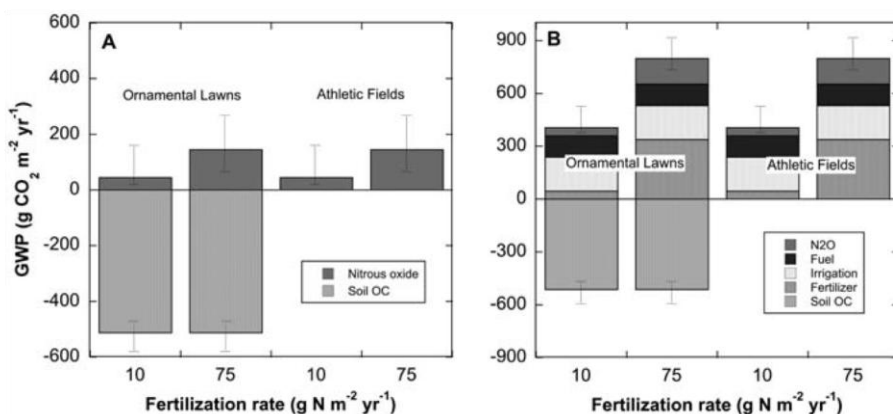 600
400
200
0
-200
-400
-600
GWP (g CO2 m-2 yr-1)
A
Ornamental Lawns
Athletic Fields
Nitrous oxide
Soil OC
10
75
10
75
Fertilization rate (g N m-2 yr-1)
900
600
300
0
-300
-600
-900
B
Ornamental Lawns
Athletic Fields
N2O
Fuel
Irrigation
Fertilizer
Soil OC
10
75
10
75
Fertilization rate (g N m-2 yr-1)